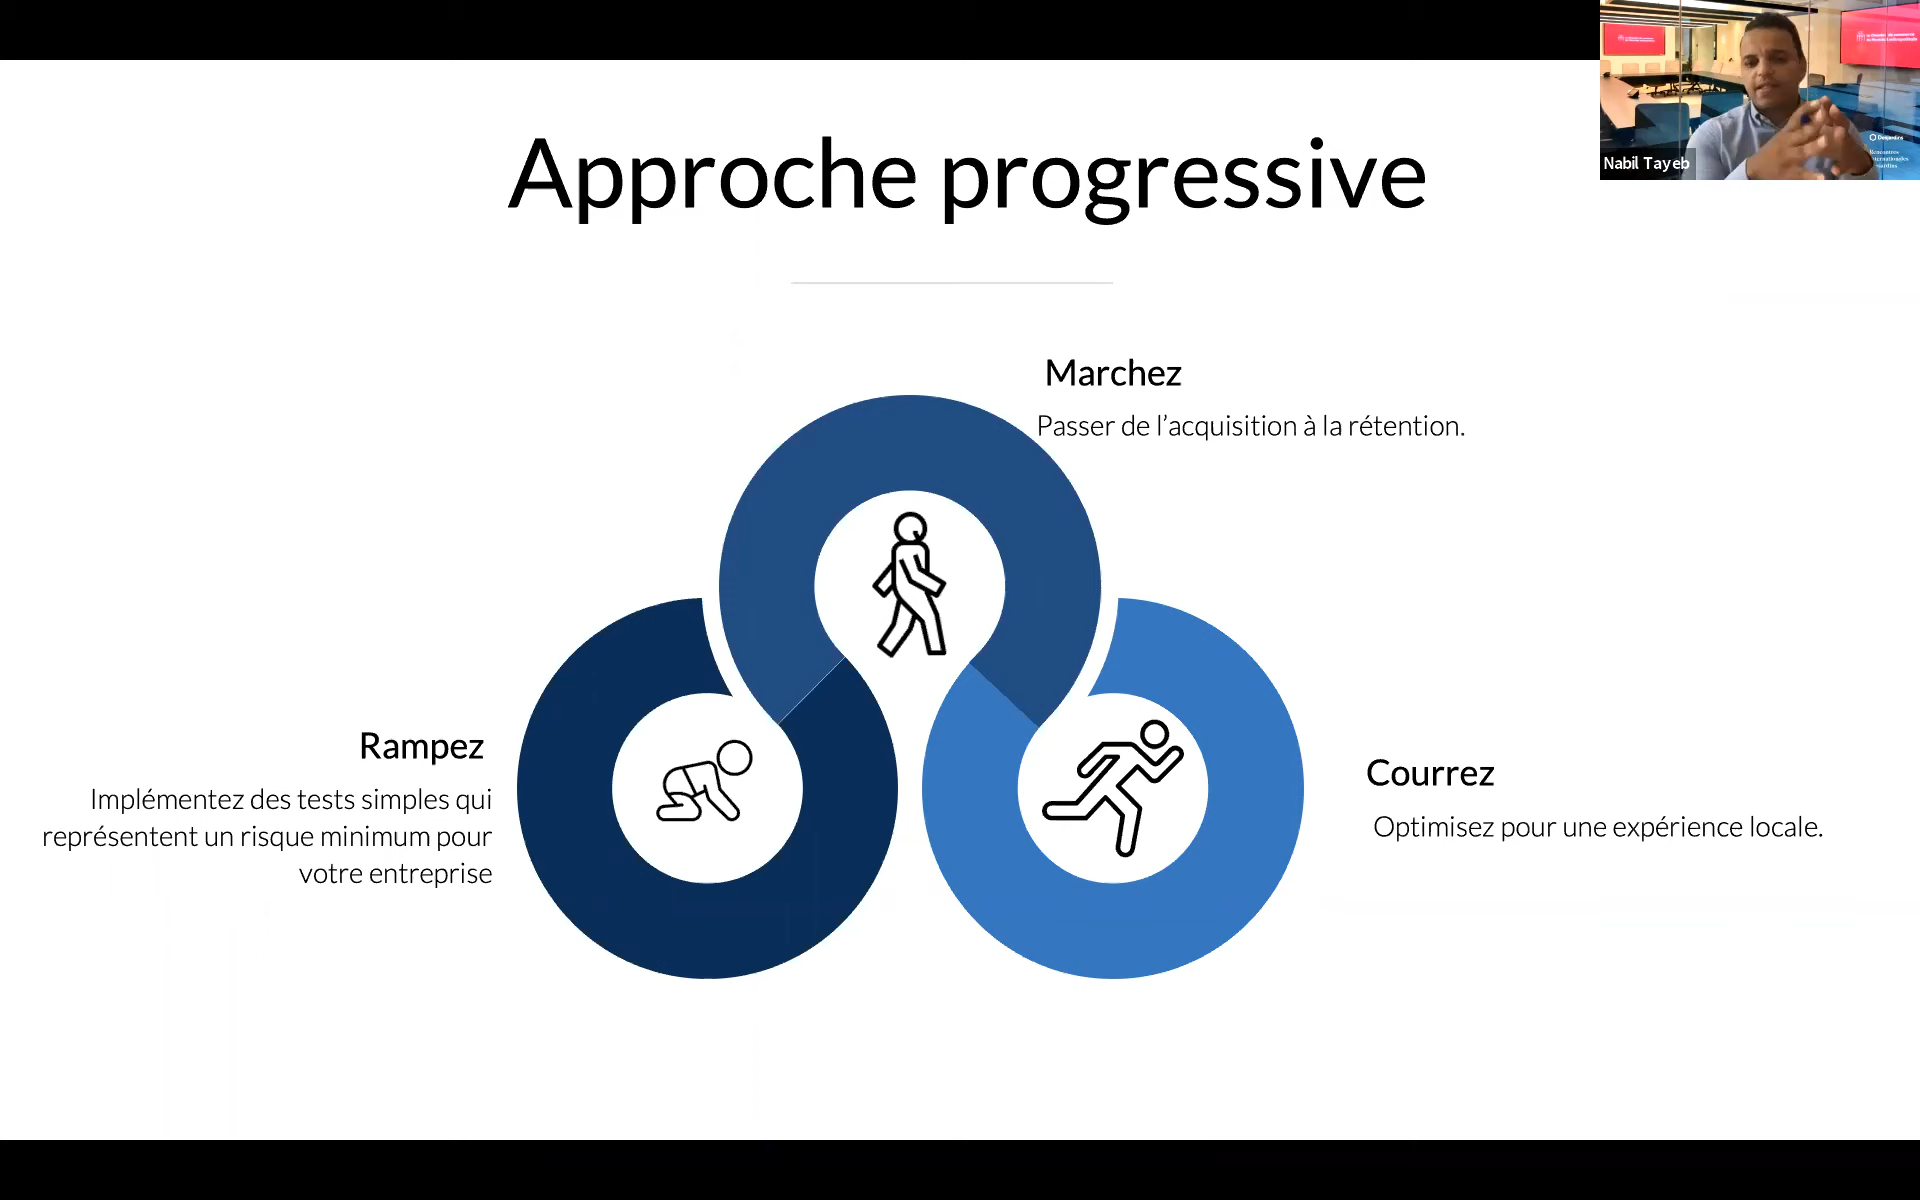 Approche progressive
Nabil Tayeb
Desjardins
Marchez
Passer de l’acquisition à la rétention.
Rampez
Implémentez des tests simples qui
représentent un risque minimum pour
votre entreprise
Courrez
Optimisez pour une expérience locale.